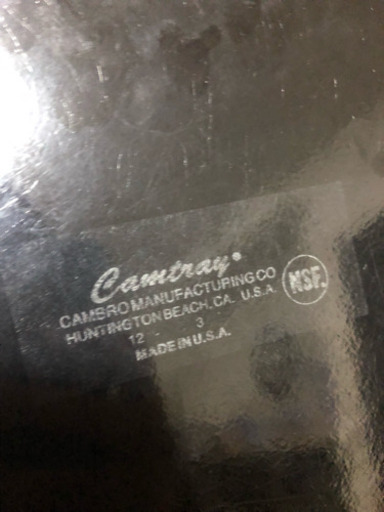 Camtray®
CAMBRO MANUFACTURING CO
HUNTINGTON BEACH, CA. U.S.A.
NSF.
12 3
MADE IN U.S.A.